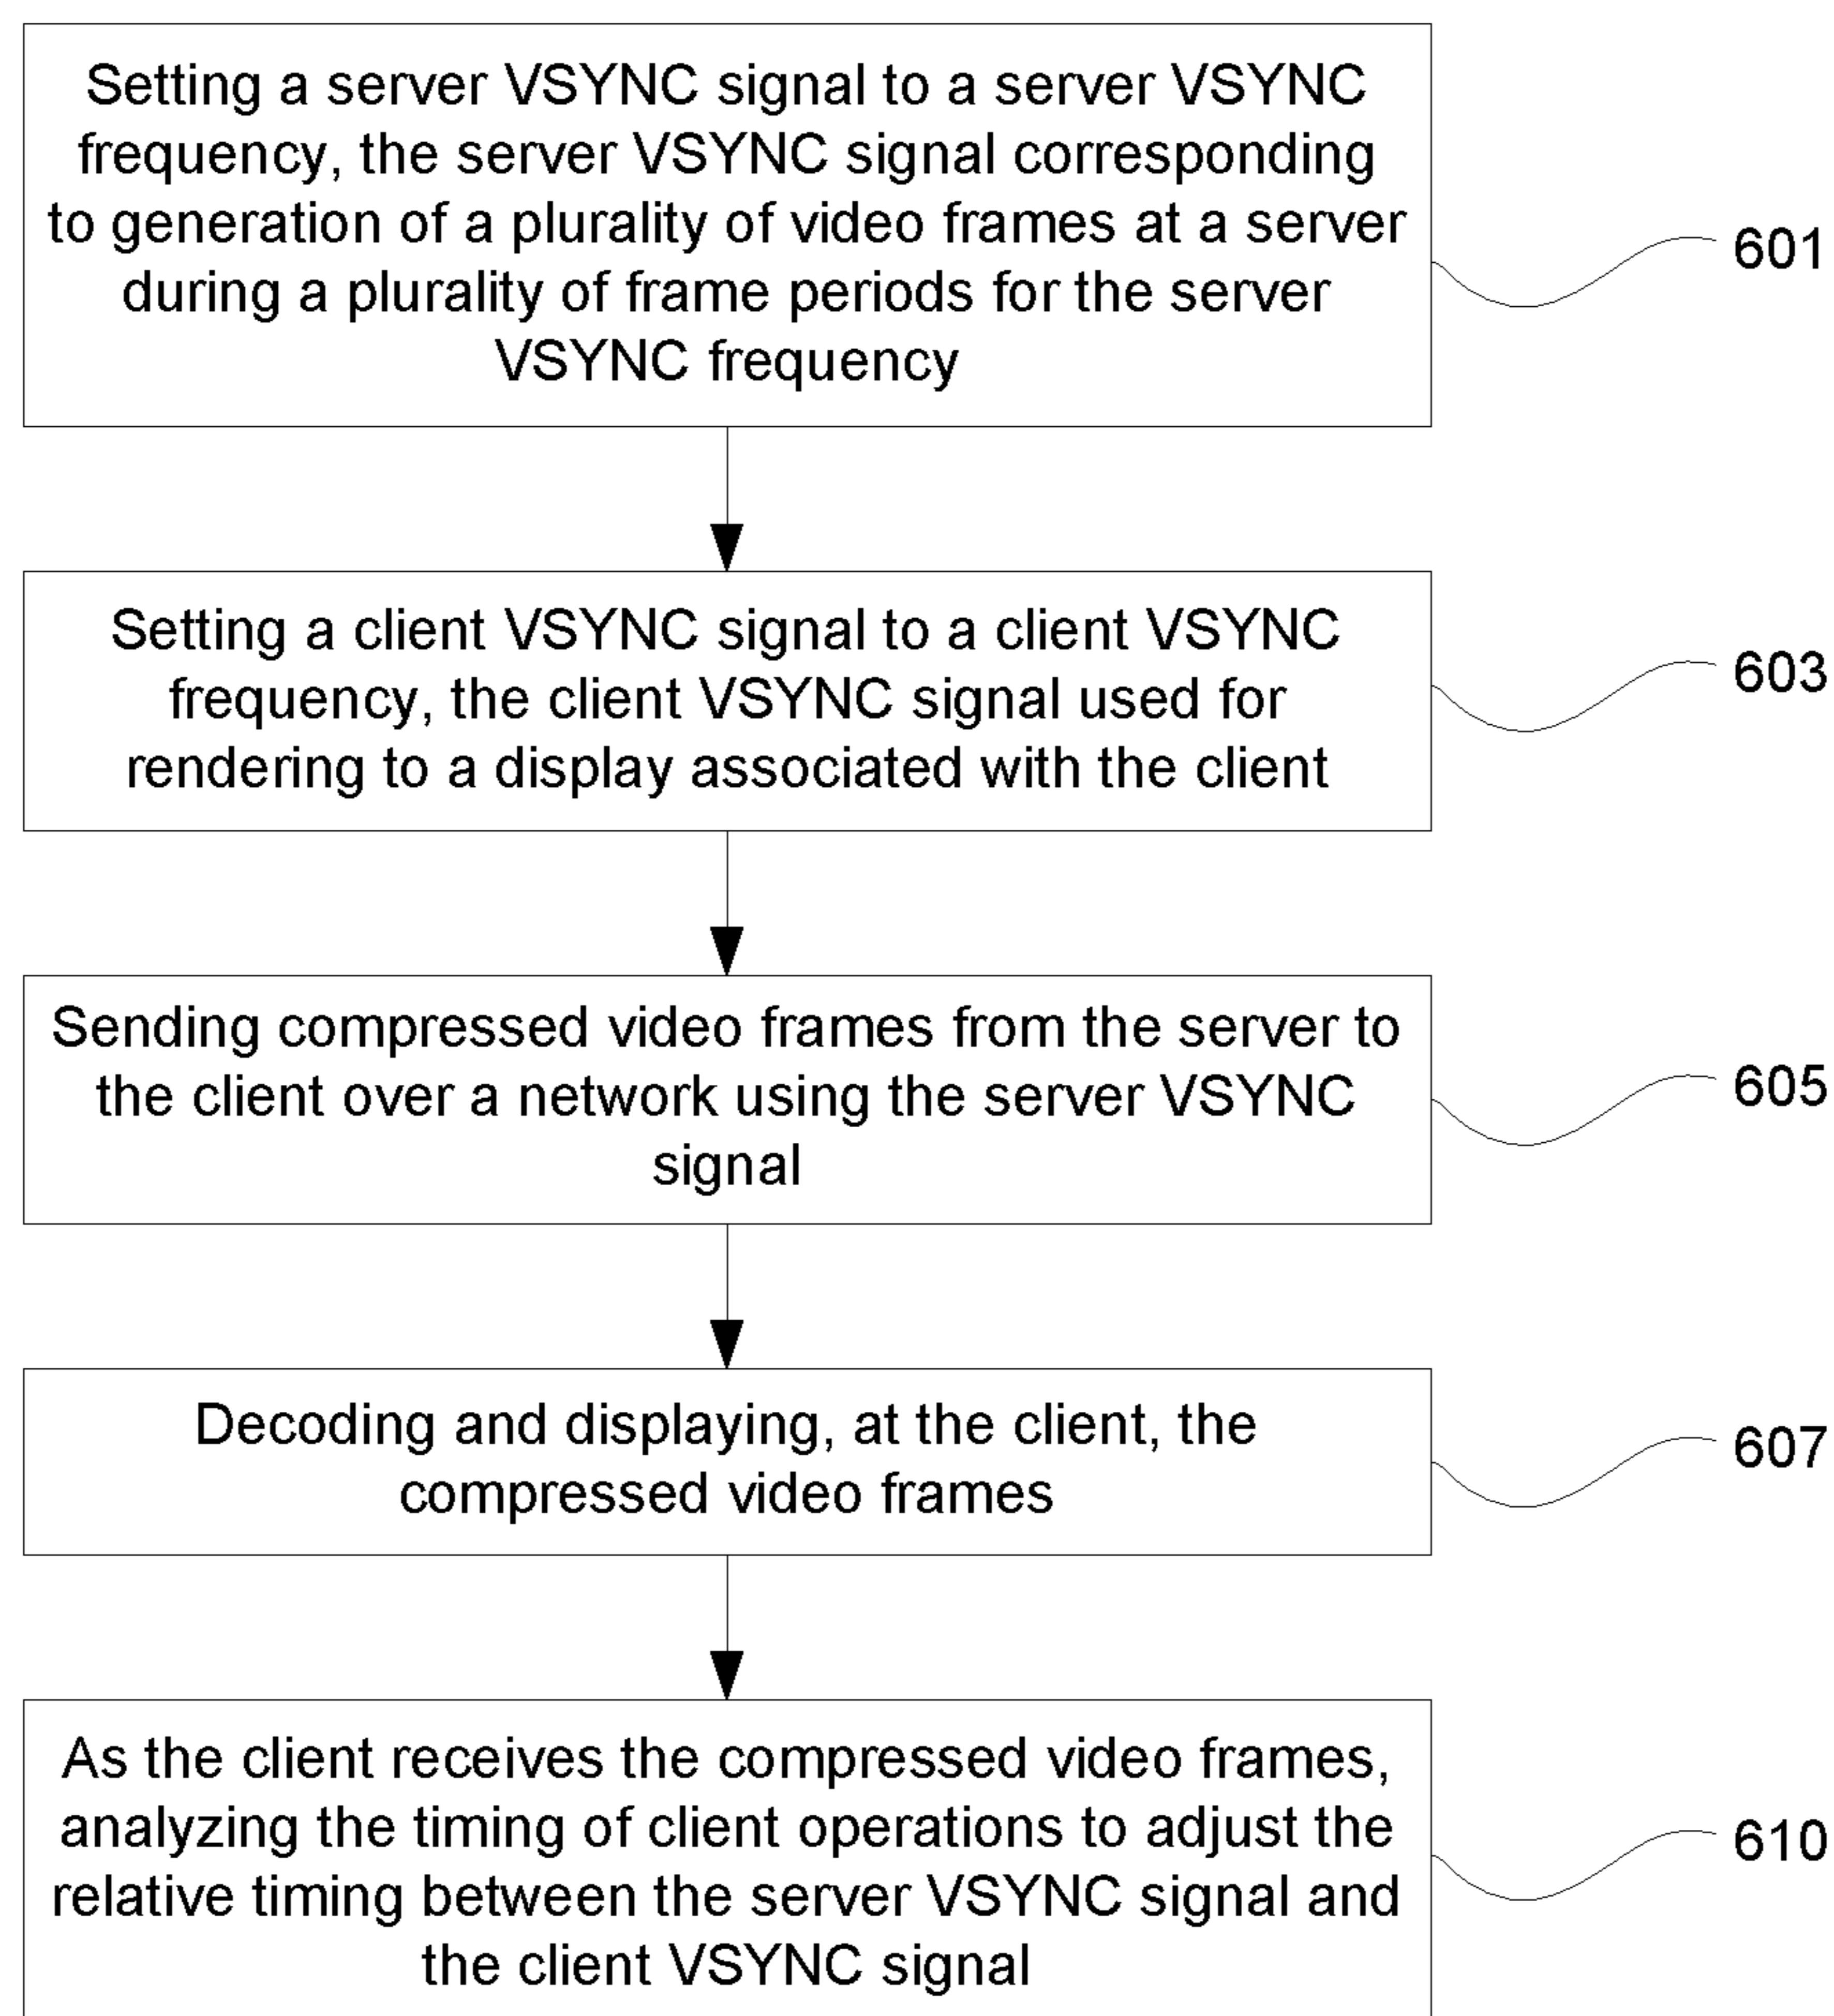 Setting a server VSYNC signal to a server VSYNC
frequency, the server VSYNC signal corresponding
to generation of a plurality of video frames at a server
during a plurality of frame periods for the server
VSYNC frequency
601
Setting a client VSYNC signal to a client VSYNC
frequency, the client VSYNC signal used for
rendering to a display associated with the client
603
Sending compressed video frames from the server to
the client over a network using the server VSYNC
signal
605
Decoding and displaying, at the client, the
compressed video frames
607
As the client receives the compressed video frames,
analyzing the timing of client operations to adjust the
relative timing between the server VSYNC signal and
the client VSYNC signal
610